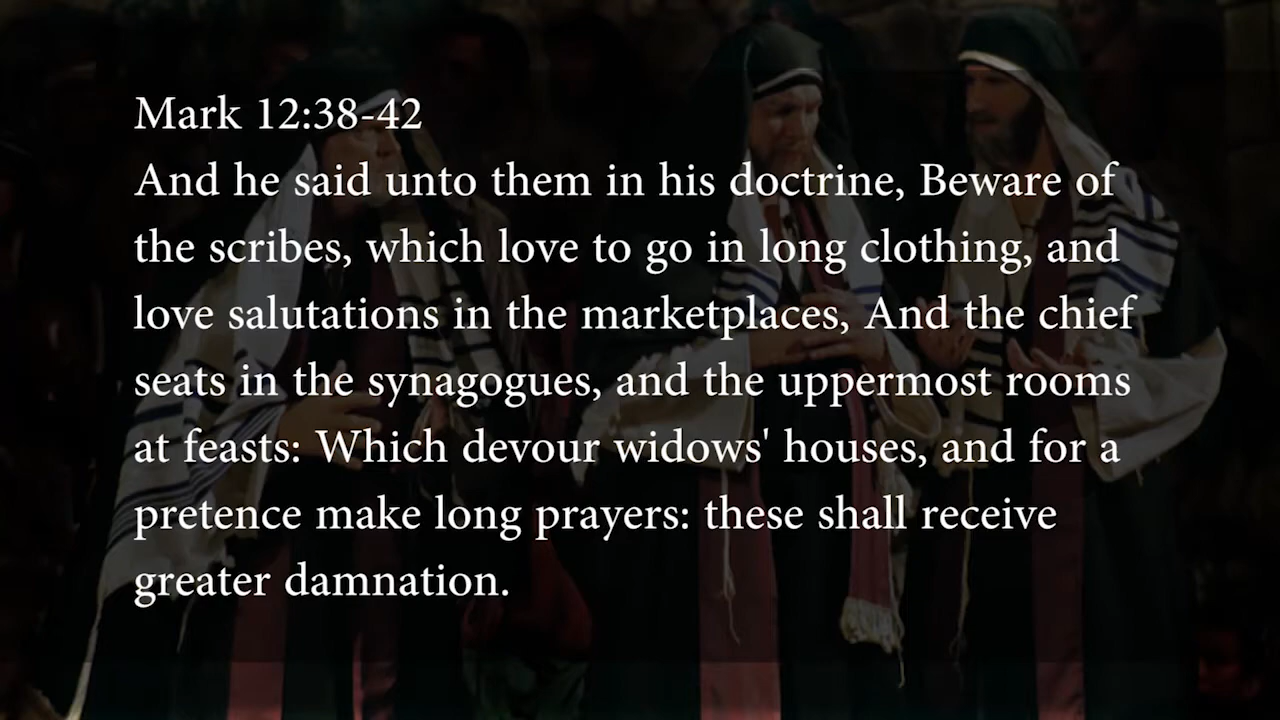 Mark 12:38-42
And he said unto them in his doctrine, Beware of
the scribes, which love to go in long clothing, and
love salutations in the marketplaces, And the chief
seats in the synagogues, and the uppermost rooms
at feasts: Which devour widows' houses, and for a
pretence make long prayers: these shall receive
greater damnation.